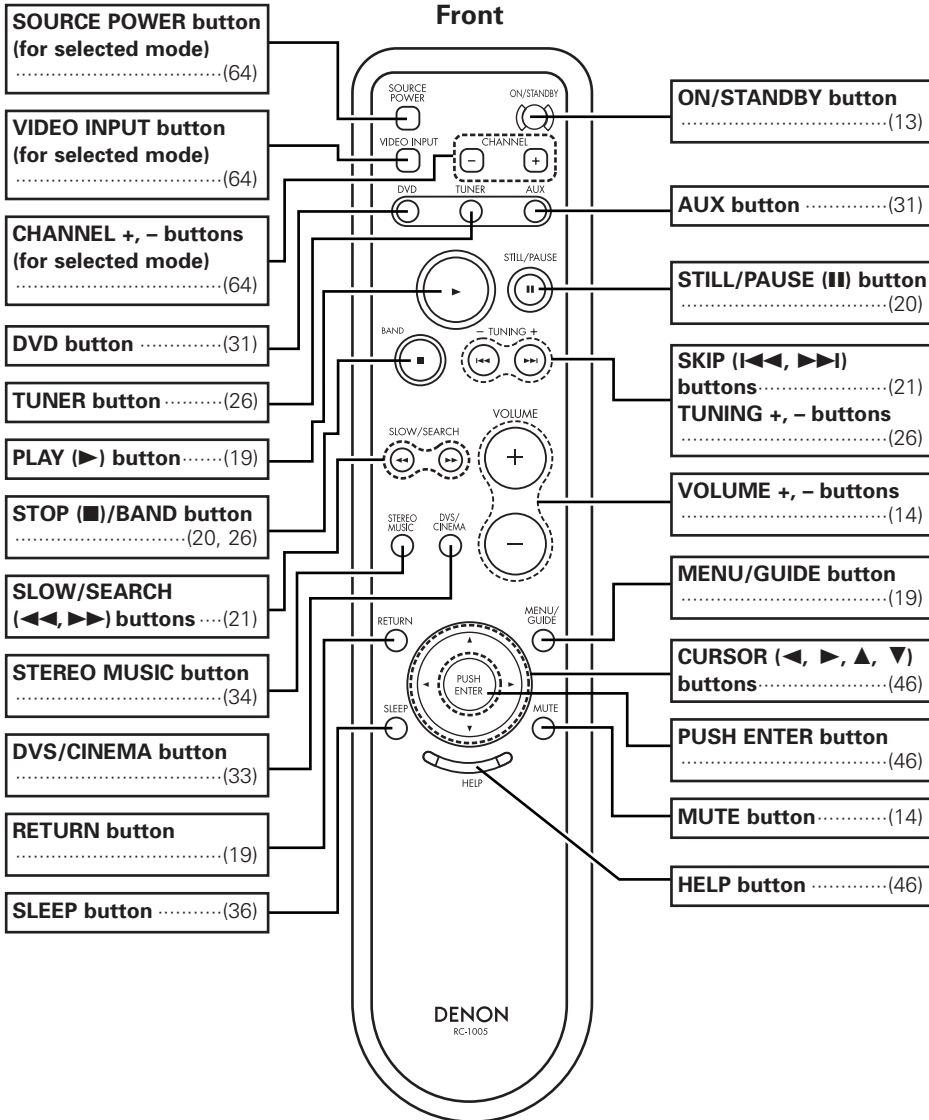 Front
SOURCE POWER button
(for selected mode)
·································(64)
VIDEO INPUT button
(for selected mode)
·································(64)
CHANNEL +, – buttons
(for selected mode)
·································(64)
DVD button ·············(31)
TUNER button ··········(26)
PLAY (►) button ·······(19)
STOP (■)/BAND button
···························(20, 26)
SLOW/SEARCH
(◄◄, ►►) buttons ····(21)
STEREO MUSIC button
·································(34)
DVS/CINEMA button
·································(33)
RETURN button
·································(19)
SLEEP button ···········(36)
SOURCE
POWER
ON/STANDBY
VIDEO INPUT
CHANNEL
– +
DVD TUNER AUX
STILL/PAUSE
► II
BAND
– TUNING +
■ I◄◄ ►►I
VOLUME
SLOW/SEARCH
+
◄◄ ►►
STEREO
MUSIC
DVS/
CINEMA
–
RETURN
MENU/
GUIDE
▲
◄ PUSH
ENTER ►
▼
SLEEP
MUTE
HELP
DENON
RC-1005
ON/STANDBY button
·································(13)
AUX button ·············(31)
STILL/PAUSE (II) button
·································(20)
SKIP (I◄◄, ►►I)
buttons ····················(21)
TUNING +, – buttons
·································(26)
VOLUME +, – buttons
·································(14)
MENU/GUIDE button
·································(19)
CURSOR (◄, ►, ▲, ▼)
buttons ····················(46)
PUSH ENTER button
·································(46)
MUTE button ············(14)
HELP button ·············(46)